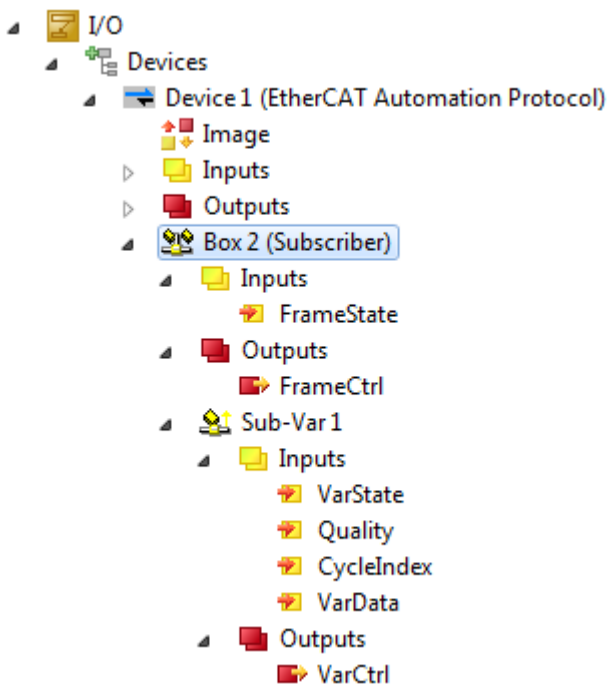 I/O
Devices
Device 1 (EtherCAT Automation Protocol)
Image
Inputs
Outputs
Box 2 (Subscriber)
Inputs
FrameState
Outputs
FrameCtrl
Sub-Var 1
Inputs
VarState
Quality
CycleIndex
VarData
Outputs
VarCtrl